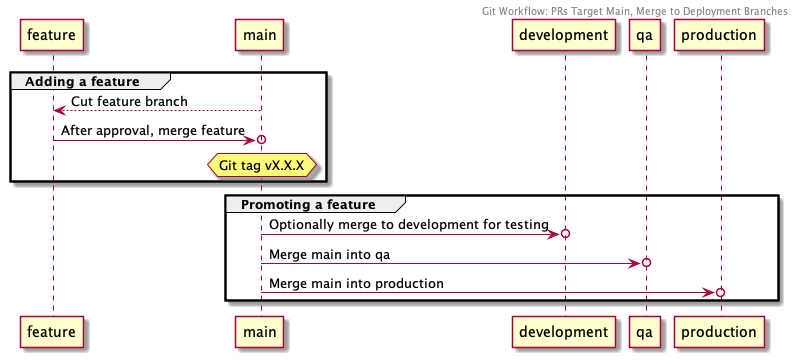 Git Workflow: PRs Target Main, Merge to Deployment Branches
feature main development qa production
Adding a feature
Cut feature branch
After approval, merge feature
Git tag vX.X.X
Promoting a feature
Optionally merge to development for testing
Merge main into qa
Merge main into production
feature main development qa production